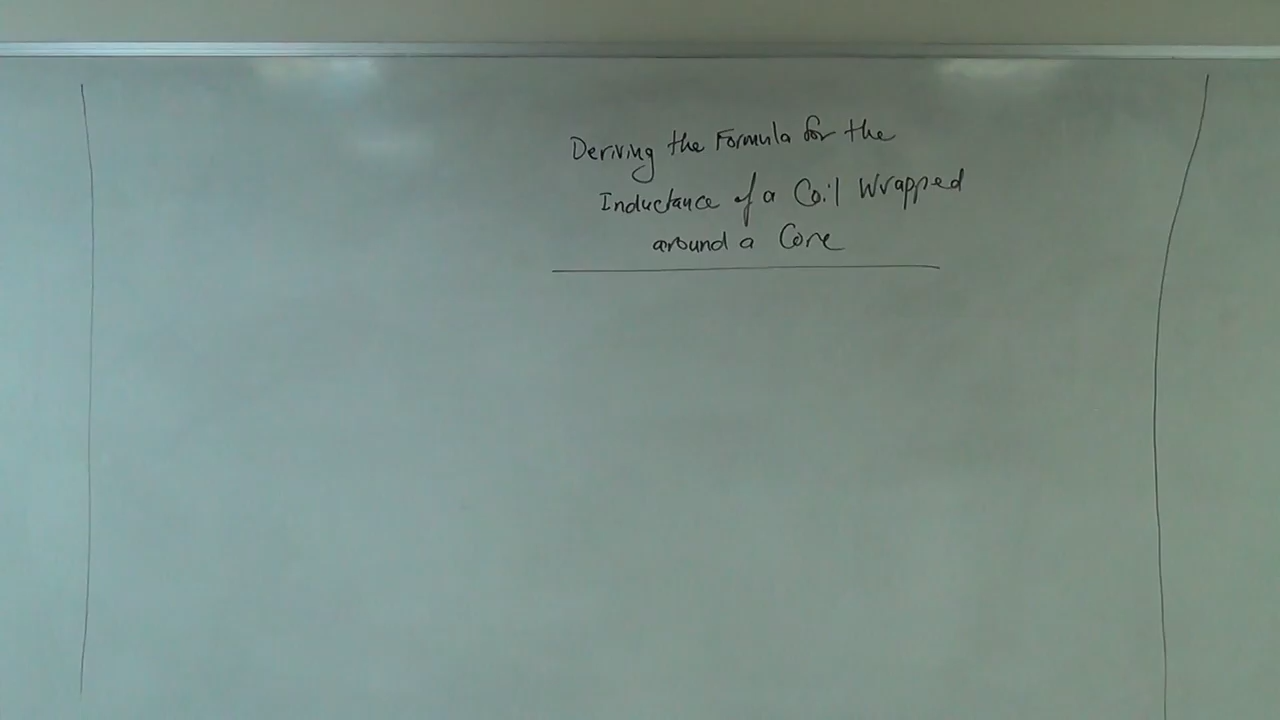 Deriving the Formula for the
Inductance of a Coil Wrapped
around a Core